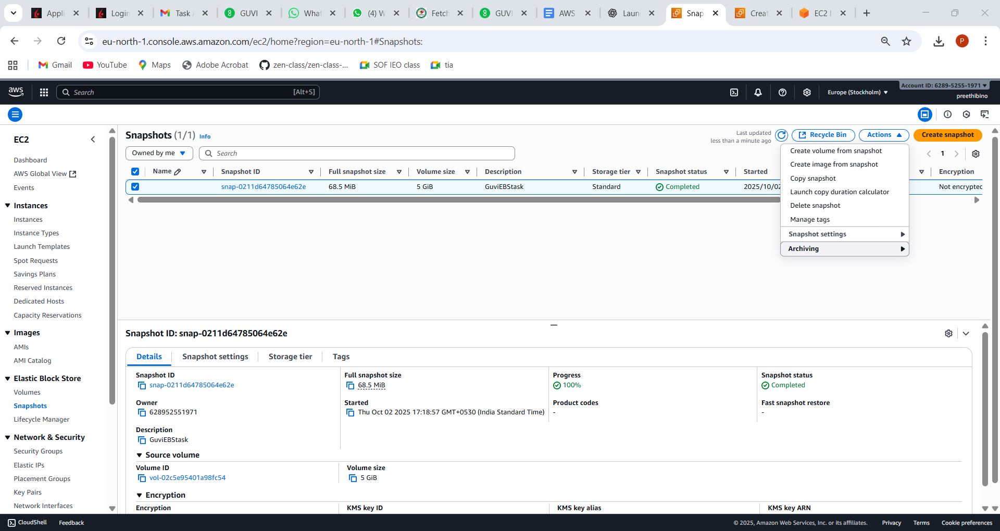 Appli
Login
Task
GUVI
What
(4) W
Fetch
GUVI
AWS
Laun
Snap
Creat
EC2
eu-north-1.console.aws.amazon.com/ec2/home?region=eu-north-1#Snapshots:
P
Gmail
YouTube
Maps
Adobe Acrobat
zen-class/zen-class-...
SOF IEO class
tia
aws
Search
[Alt+S]
Europe (Stockholm)
Account ID: 6289-5255-1971
preethibino
EC2
Dashboard
AWS Global View
Events
Instances
Instances
Instance Types
Launch Templates
Spot Requests
Savings Plans
Reserved Instances
Dedicated Hosts
Capacity Reservations
Images
AMIs
AMI Catalog
Elastic Block Store
Volumes
Snapshots
Lifecycle Manager
Network & Security
Security Groups
Elastic IPs
Placement Groups
Key Pairs
Network Interfaces
Snapshots (1/1) Info
Last updated
less than a minute ago
Recycle Bin
Actions
Create snapshot
Owned by me
Search
1
Name
Snapshot ID
Full snapshot size
Volume size
Description
Storage tier
Snapshot status
Started
Encryption
snap-0211d64785064e62e
68.5 MiB
5 GiB
GuviEBStask
Standard
Completed
2025/10/02
Not encrypted
Create volume from snapshot
Create image from snapshot
Copy snapshot
Launch copy duration calculator
Delete snapshot
Manage tags
Snapshot settings
Archiving
Snapshot ID: snap-0211d64785064e62e
Details
Snapshot settings
Storage tier
Tags
Snapshot ID
snap-0211d64785064e62e
Full snapshot size
68.5 MiB
Progress
100%
Snapshot status
Completed
Owner
628952551971
Started
Thu Oct 02 2025 17:18:57 GMT+0530 (India Standard Time)
Product codes
-
Fast snapshot restore
-
Description
GuviEBStask
Source volume
Volume ID
vol-02c5e95401a98fc54
Volume size
5 GiB
Encryption
Encryption
KMS key ID
KMS key alias
KMS key ARN
CloudShell
Feedback
© 2025, Amazon Web Services, Inc. or its affiliates.
Privacy
Terms
Cookie preferences